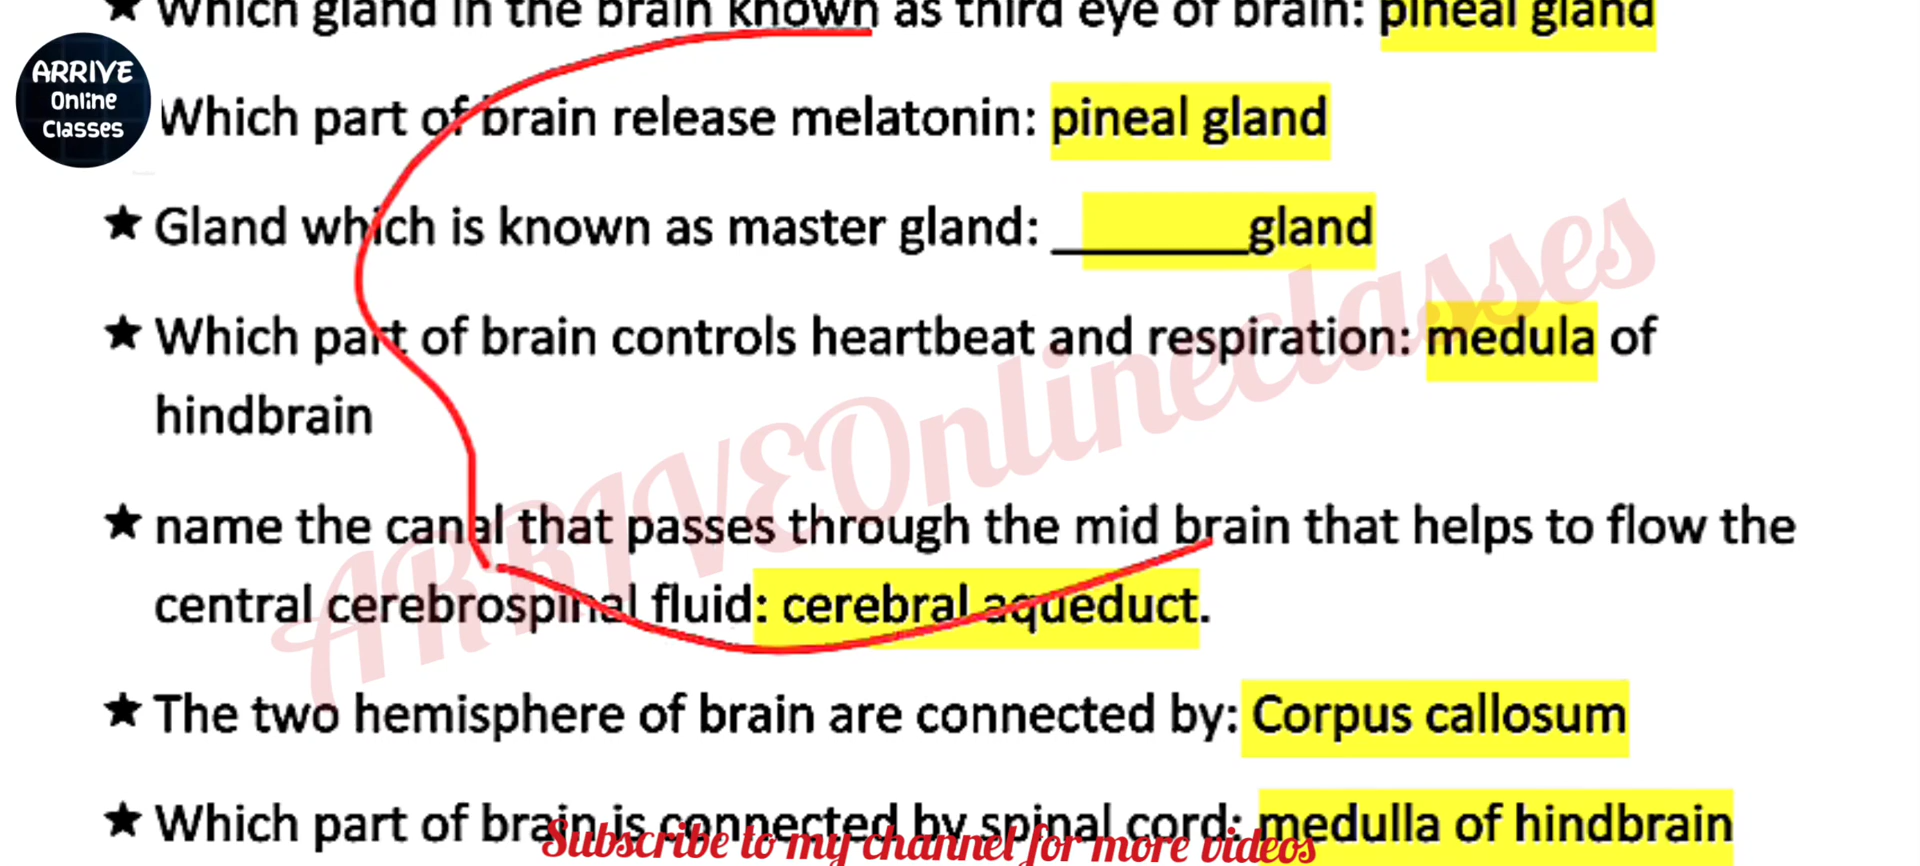 ★ Which gland in the brain known as third eye of brain: pineal gland
ARRIVE
Online
Classes
Which part of brain release melatonin: pineal gland
★ Gland which is known as master gland: ________gland
★ Which part of brain controls heartbeat and respiration: medula of
hindbrain
★ name the canal that passes through the mid brain that helps to flow the
central cerebrospinal fluid: cerebral aqueduct.
★ The two hemisphere of brain are connected by: Corpus callosum
★ Which part of brain is connected by spinal cord: medulla of hindbrain
ARRIVEOnlineclasses
Subscribe to my channel for more videos